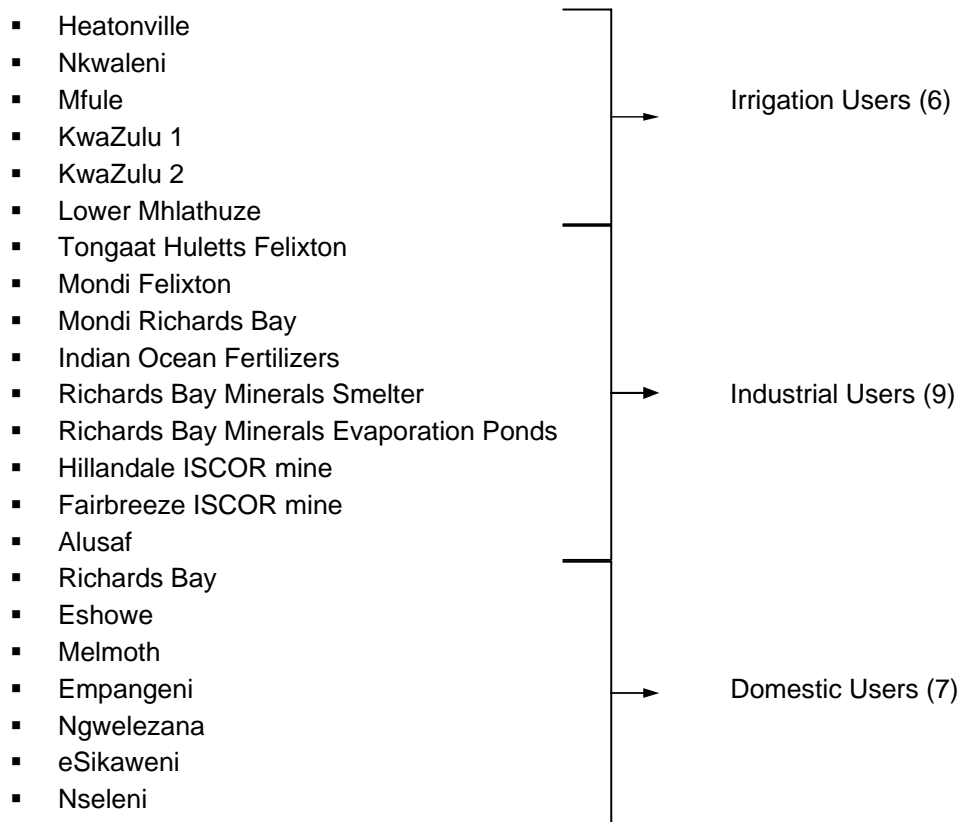 ▪ Heatonville
▪ Nkwaleni
▪ Mfule
▪ KwaZulu 1
▪ KwaZulu 2
▪ Lower Mhlathuze
Irrigation Users (6)
▪ Tongaat Huletts Felixton
▪ Mondi Felixton
▪ Mondi Richards Bay
▪ Indian Ocean Fertilizers
▪ Richards Bay Minerals Smelter
▪ Richards Bay Minerals Evaporation Ponds
▪ Hillandale ISCOR mine
▪ Fairbreeze ISCOR mine
▪ Alusaf
Industrial Users (9)
▪ Richards Bay
▪ Eshowe
▪ Melmoth
▪ Empangeni
▪ Ngwelezana
▪ eSikaweni
▪ Nseleni
Domestic Users (7)